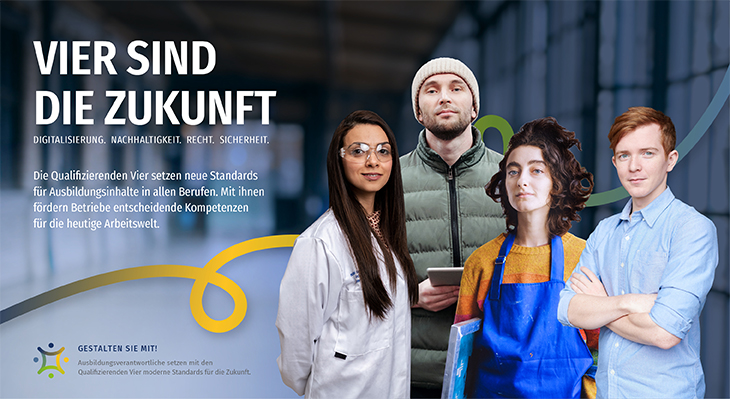 VIER SIND
DIE ZUKUNFT
DIGITALISIERUNG. NACHHALTIGKEIT. RECHT. SICHERHEIT.
Die Qualifizierenden Vier setzen neue Standards
für Ausbildungsinhalte in allen Berufen. Mit ihnen
fördern Betriebe entscheidende Kompetenzen
für die heutige Arbeitswelt.
GESTALTEN SIE MIT!
Ausbildungsverantwortliche setzen mit den
Qualifizierenden Vier moderne Standards für die Zukunft.